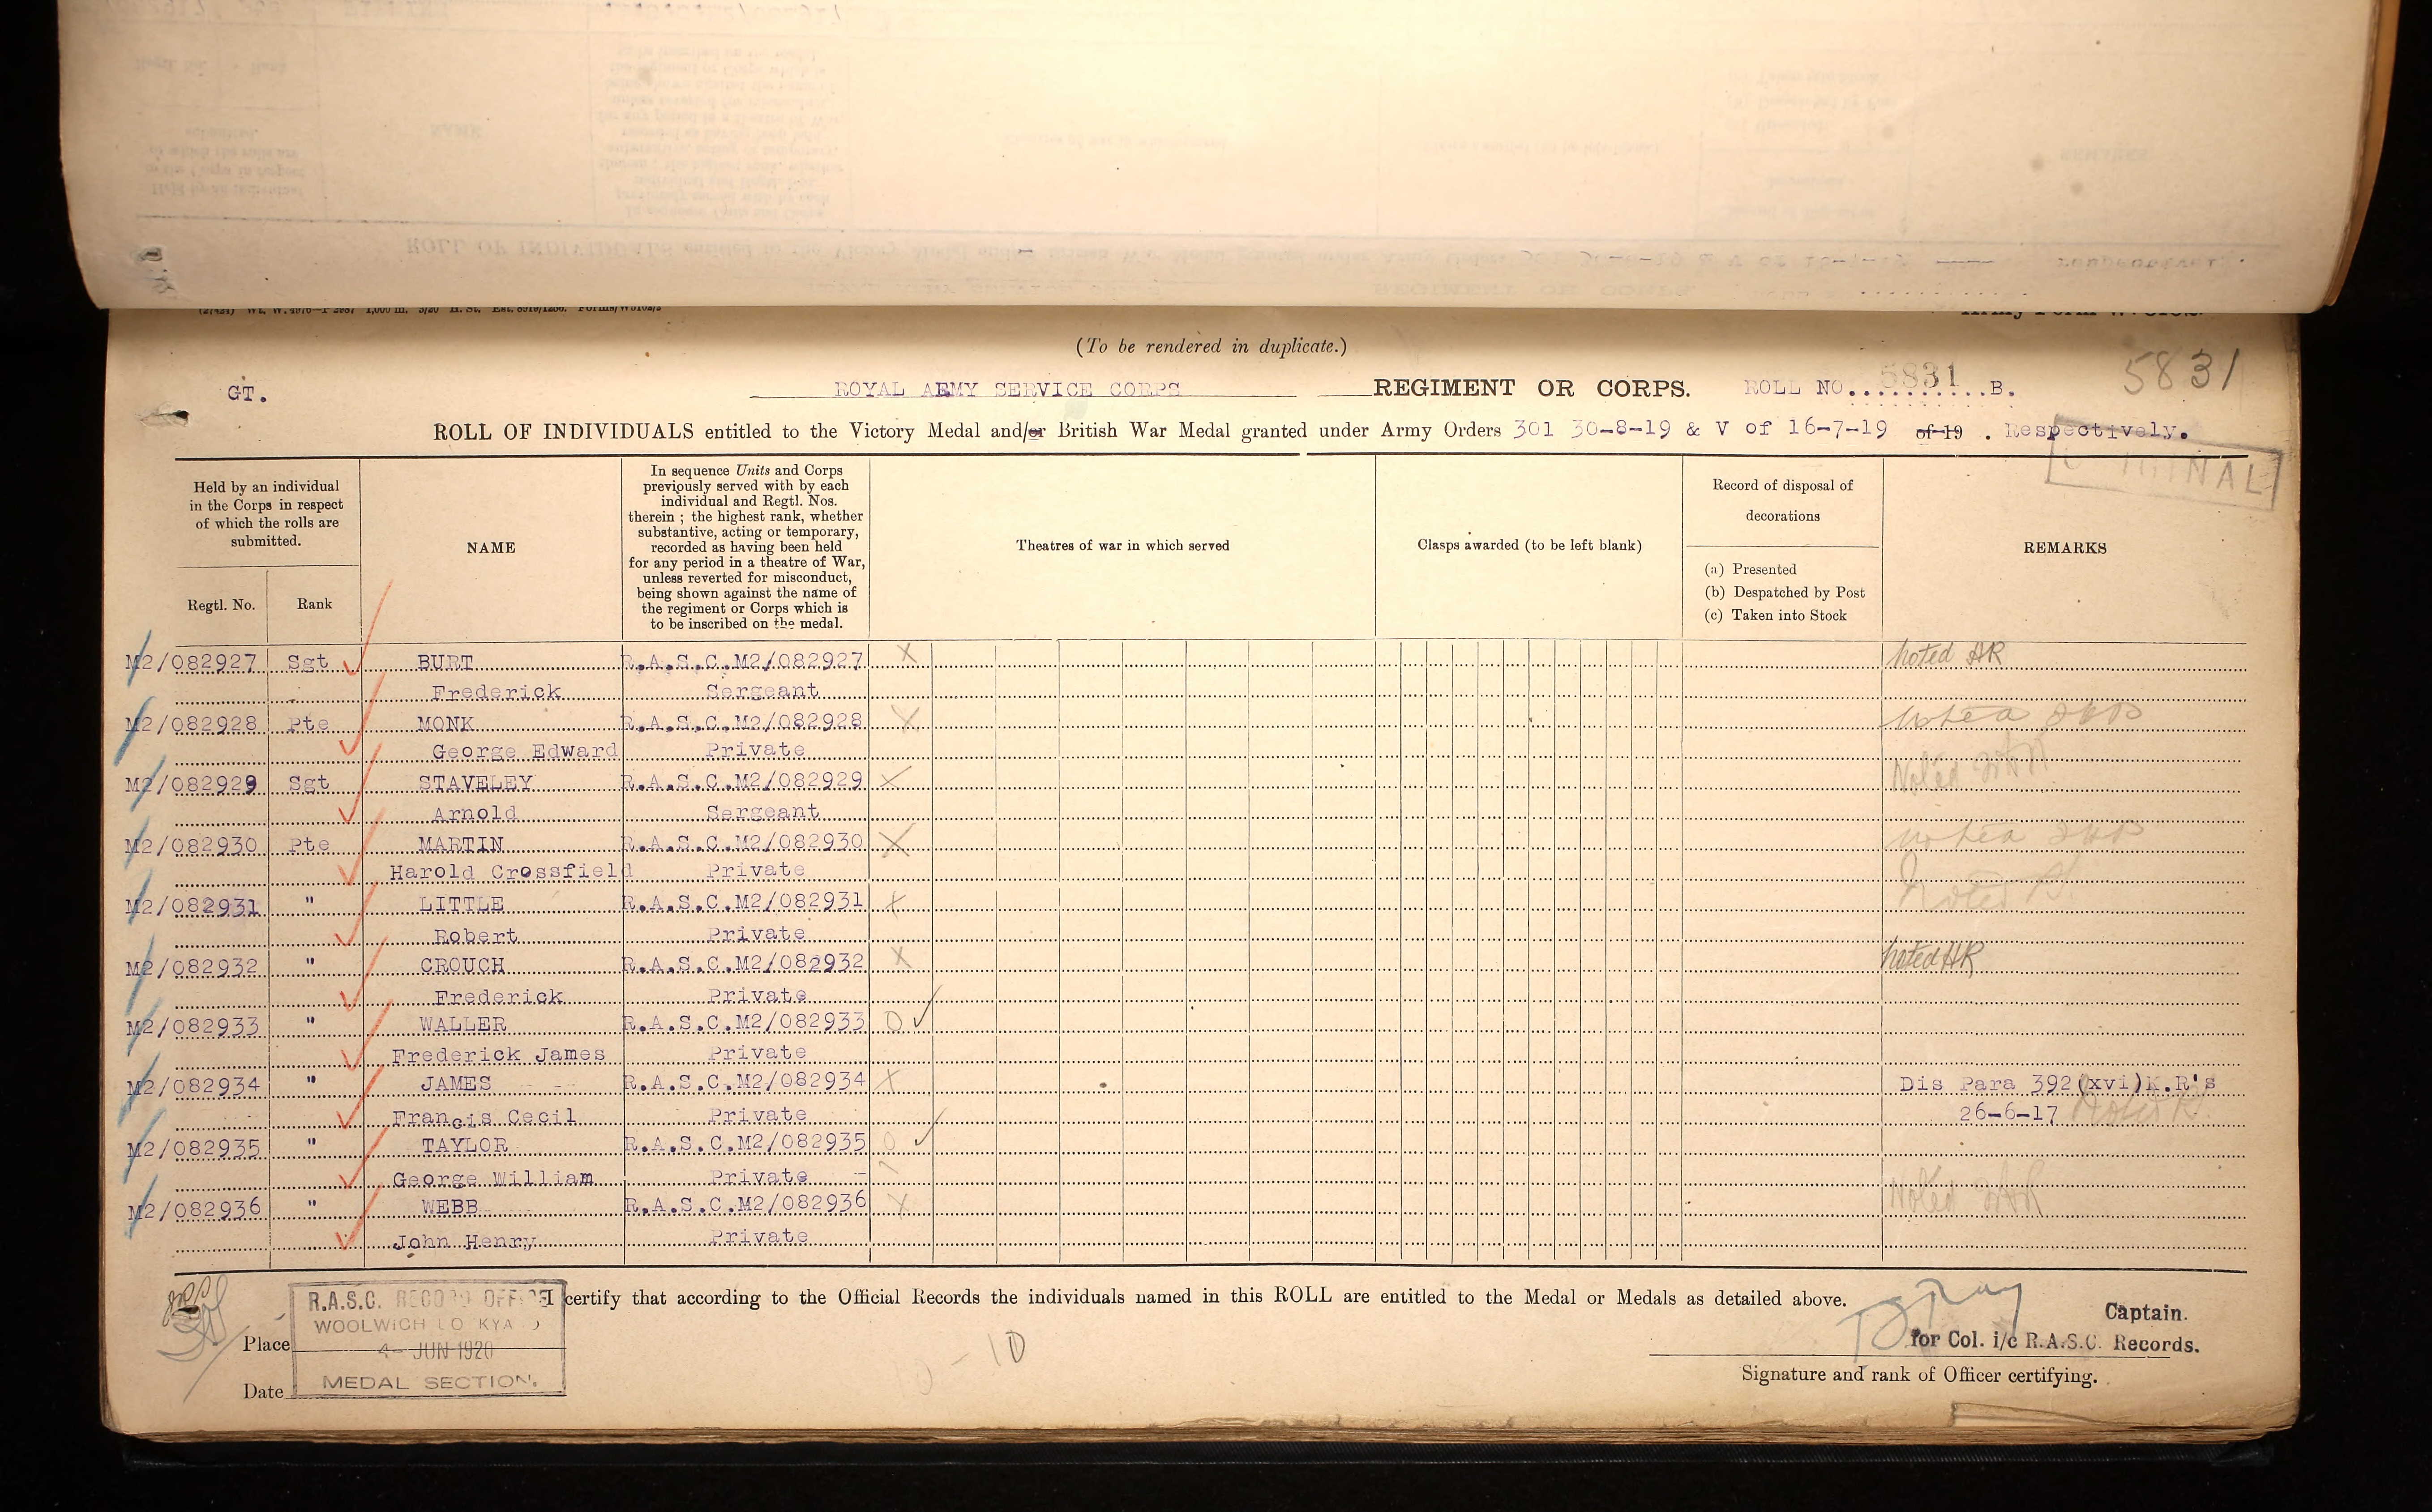 (To be rendered in duplicate.)
5831
GT. ROYAL ARMY SERVICE CORPS REGIMENT OR CORPS. ROLL NO. 5831 B.
ROLL OF INDIVIDUALS entitled to the Victory Medal and/or British War Medal granted under Army Orders 301 30-8-19 & V of 16-7-19 of 19 . Respectively.
Held by an individual
in the Corps in respect
of which the rolls are
submitted.
Regtl. No. Rank
NAME
In sequence Units and Corps
previously served with by each
individual and Regtl. Nos.
therein ; the highest rank, whether
substantive, acting or temporary,
recorded as having been held
for any period in a theatre of War,
unless reverted for misconduct,
being shown against the name of
the regiment or Corps which is
to be inscribed on the medal.
Theatres of war in which served
Clasps awarded (to be left blank)
Record of disposal of
decorations
(a) Presented
(b) Despatched by Post
(c) Taken into Stock
REMARKS
M2/082927 Sgt BURT R.A.S.C.M2/082927 X noted AR
Frederick Sergeant
M2/082928 Pte MONK R.A.S.C.M2/082928 X noted
George Edward Private
M2/082929 Sgt STAVELEY R.A.S.C.M2/082929 X Noted
Arnold Sergeant
M2/082930 Pte MARTIN R.A.S.C.M2/082930 X noted
Harold Crossfield Private
M2/082931 " LITTLE R.A.S.C.M2/082931 X Noted
Robert Private
M2/082932 " CROUCH R.A.S.C.M2/082932 X noted AR
Frederick Private
M2/082933 " WALLER R.A.S.C.M2/082933 O ✓
Frederick James Private
M2/082934 " JAMES R.A.S.C.M2/082934 X Dis Para 392(xvi)K.R's
Francis Cecil Private 26-6-17 Noted
M2/082935 " TAYLOR R.A.S.C.M2/082935 O ✓
George William Private
M2/082936 " WEBB R.A.S.C.M2/082936 X Noted
John Henry Private
I certify that according to the Official Records the individuals named in this ROLL are entitled to the Medal or Medals as detailed above.
R.A.S.C. RECORD OFFICE
WOOLWICH DOCKYARD
4- JUN 1920
MEDAL SECTION.
Place
Date
10
Captain.
for Col. i/c R.A.S.C. Records.
Signature and rank of Officer certifying.